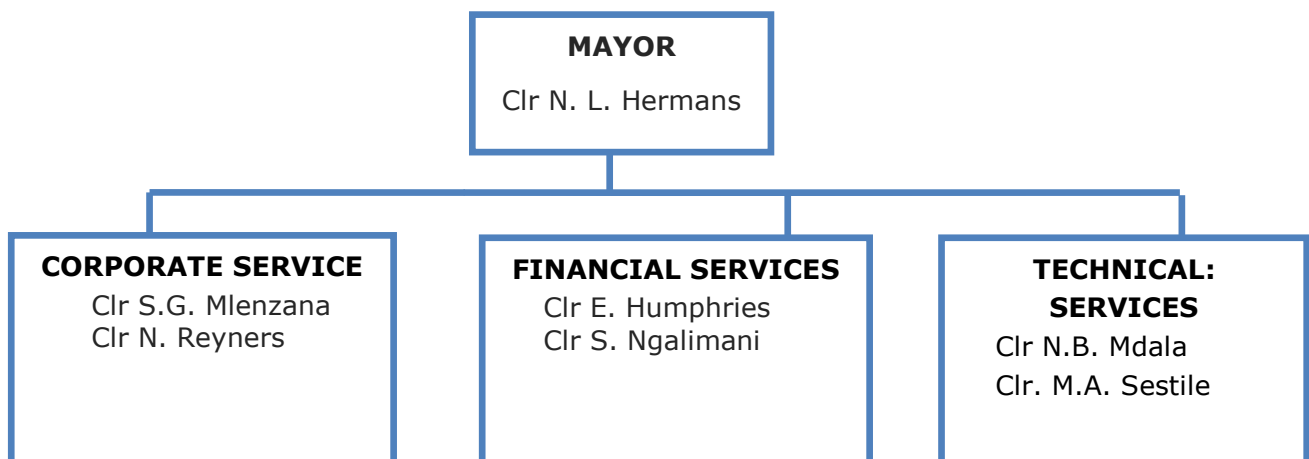 MAYOR
Clr N. L. Hermans
CORPORATE SERVICE
Clr S.G. Mlenzana
Clr N. Reyners
FINANCIAL SERVICES
Clr E. Humphries
Clr S. Ngalimani
TECHNICAL:
SERVICES
Clr N.B. Mdala
Clr. M.A. Sestile